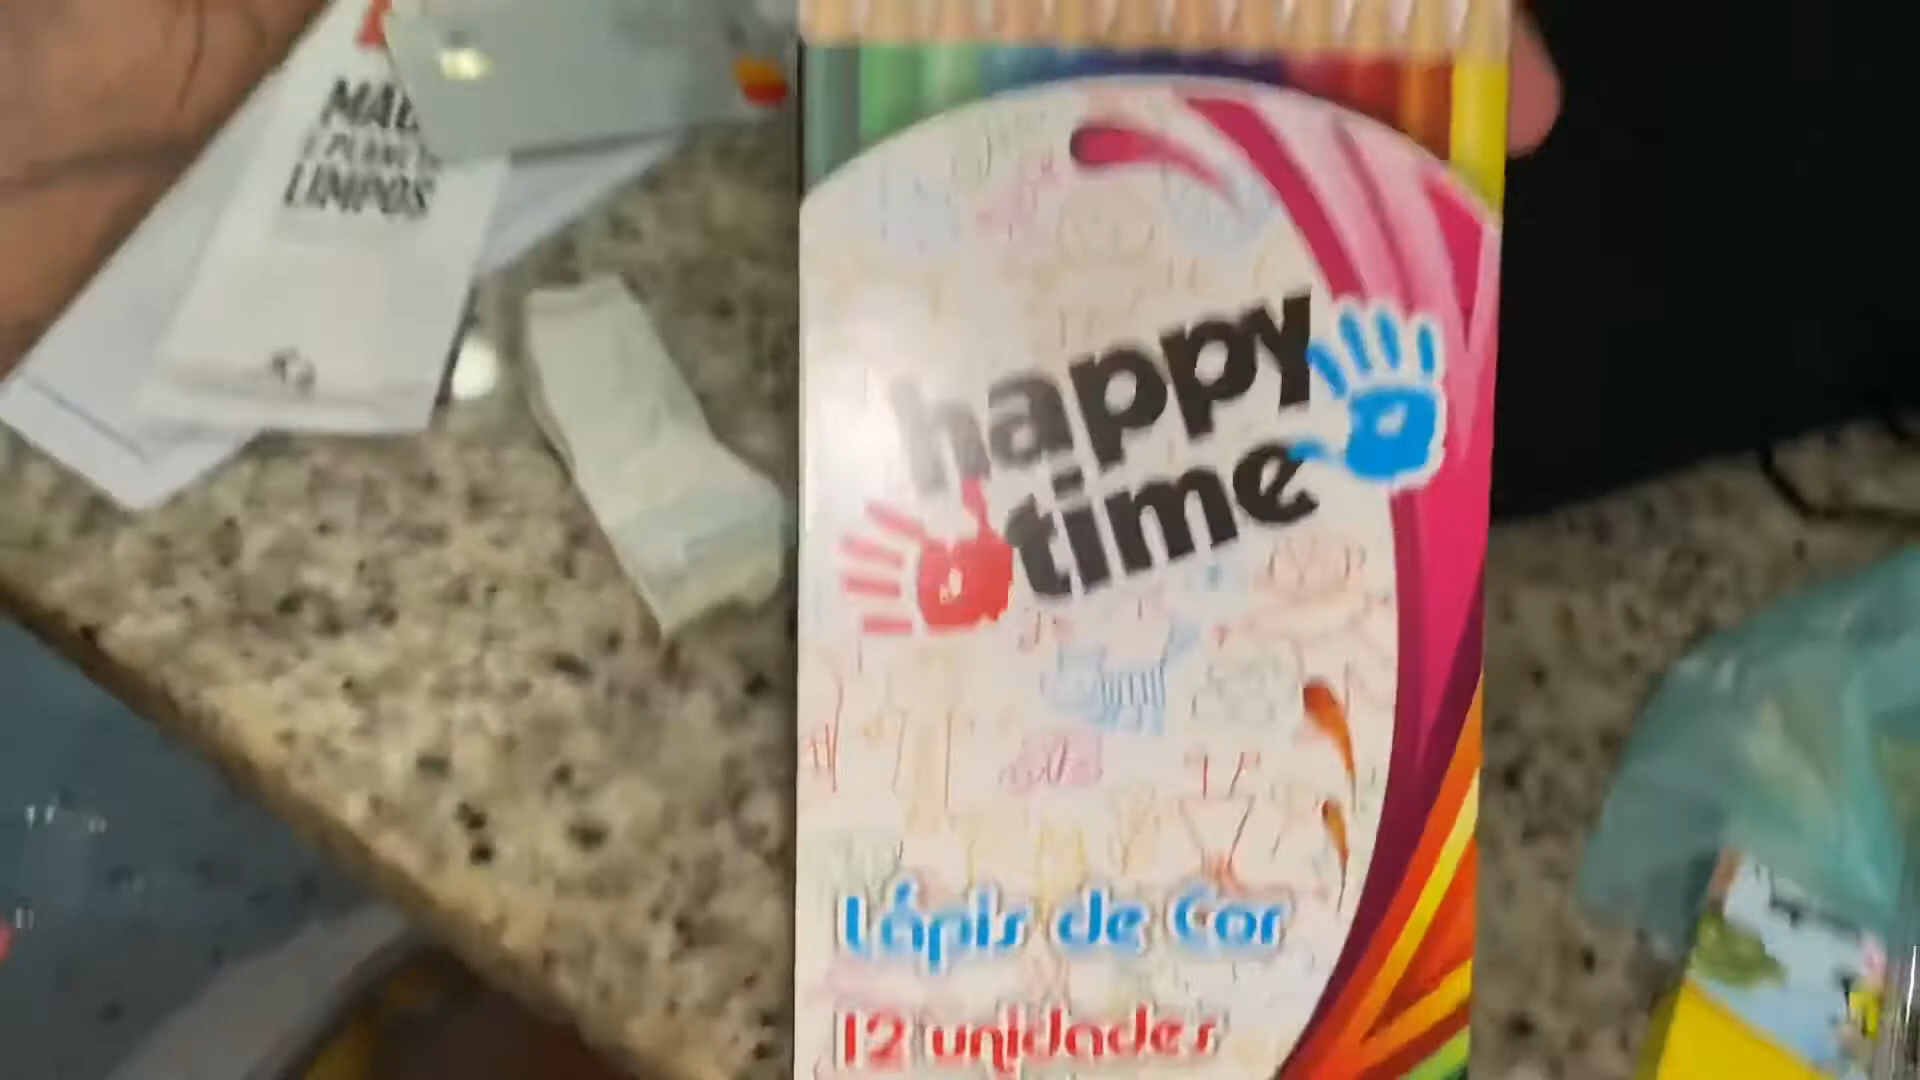 LIMPOS
happy
time
Lápis de Cor
12 unidades